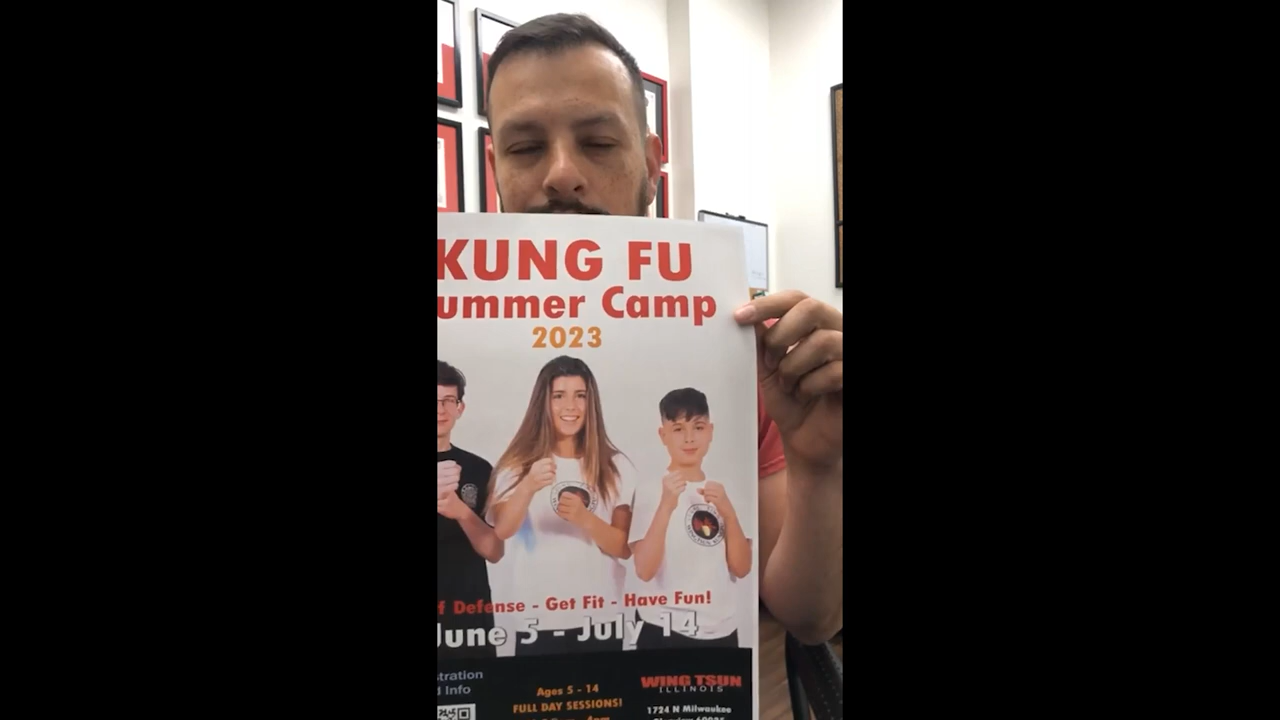 KUNG FU
ummer Camp
2023
f Defense - Get Fit - Have Fun!
June 5 - July 14
stration
Info
Ages 5 - 14
FULL DAY SESSIONS!
WING TSUN
ILLINOIS
1724 N Milwaukee